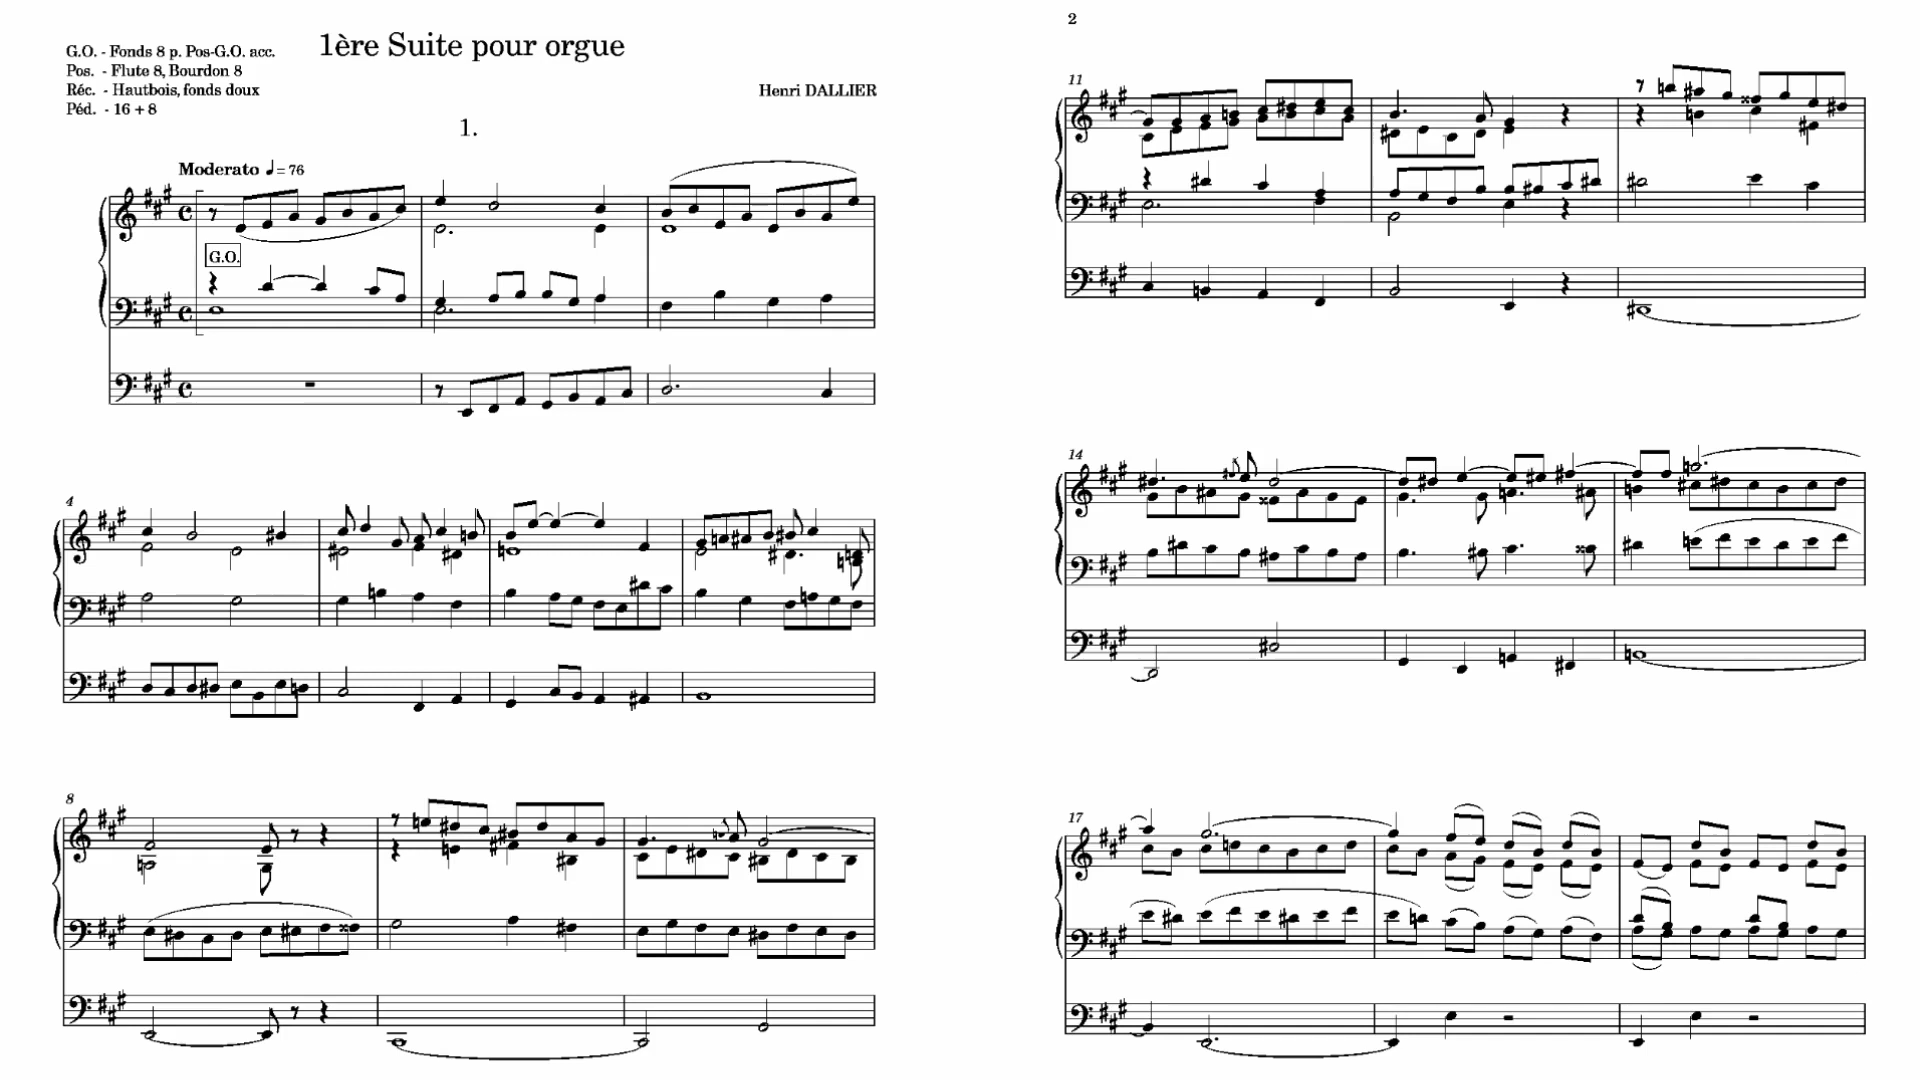 1ère Suite pour orgue
G.O. - Fonds 8 p. Pos-G.O. acc.
Pos. - Flute 8, Bourdon 8
Réc. - Hautbois, fonds doux
Péd. - 16 + 8
Henri DALLIER
1.
Moderato ♩ = 76
G.O.
4
8
2
11
14
17